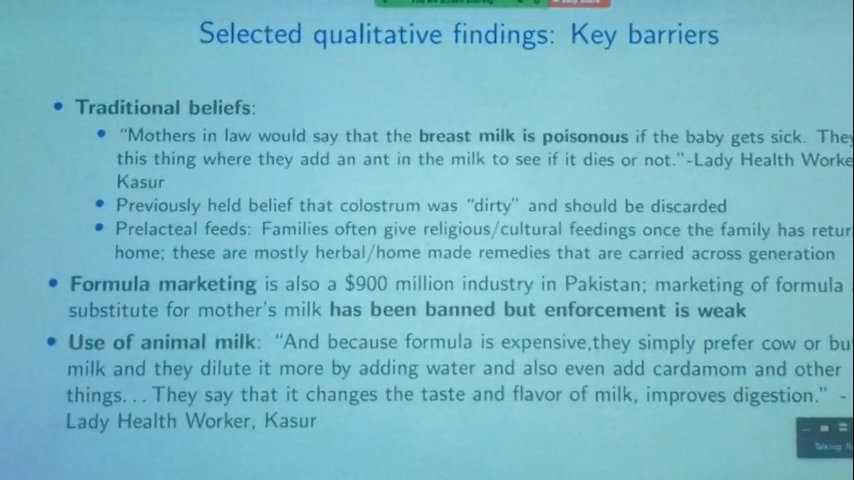 Selected qualitative findings: Key barriers
Traditional beliefs:
"Mothers in law would say that the breast milk is poisonous if the baby gets sick. They
this thing where they add an ant in the milk to see if it dies or not."-Lady Health Worke
Kasur
Previously held belief that colostrum was "dirty" and should be discarded
Prelacteal feeds: Families often give religious/cultural feedings once the family has retur
home; these are mostly herbal/home made remedies that are carried across generation
Formula marketing is also a $900 million industry in Pakistan; marketing of formula
substitute for mother's milk has been banned but enforcement is weak
Use of animal milk: "And because formula is expensive,they simply prefer cow or bu
milk and they dilute it more by adding water and also even add cardamom and other
things... They say that it changes the taste and flavor of milk, improves digestion." -
Lady Health Worker, Kasur
Talking: